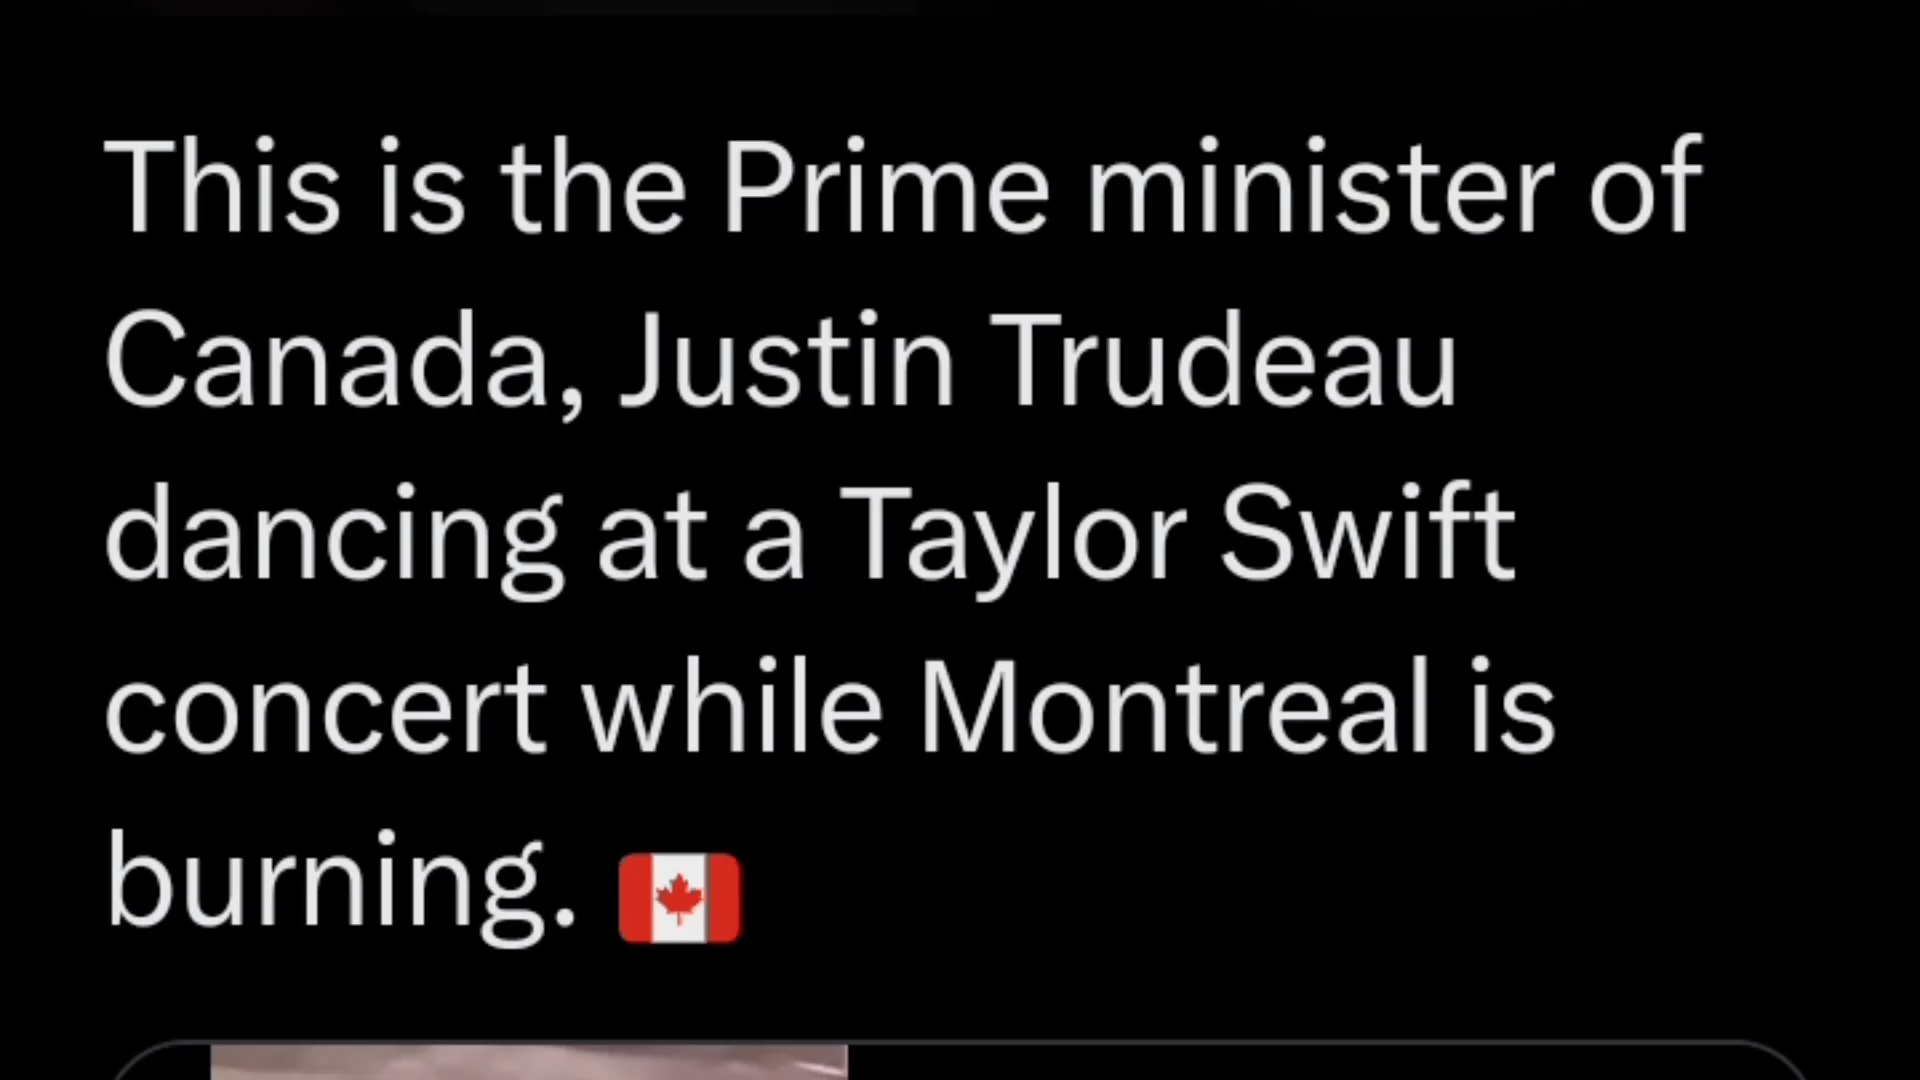 This is the Prime minister of
Canada, Justin Trudeau
dancing at a Taylor Swift
concert while Montreal is
burning. 🇨🇦